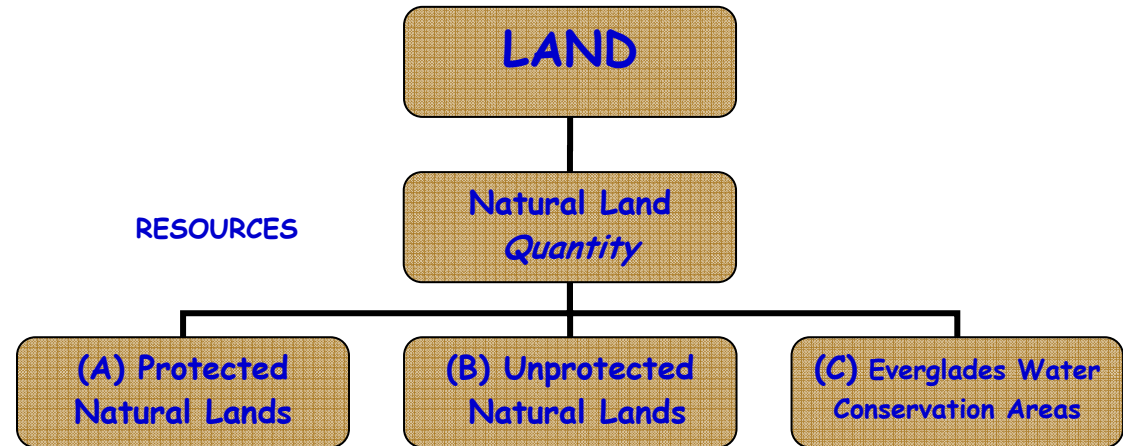 LAND
Natural Land
Quantity
RESOURCES
(A) Protected
Natural Lands
(B) Unprotected
Natural Lands
(C) Everglades Water
Conservation Areas